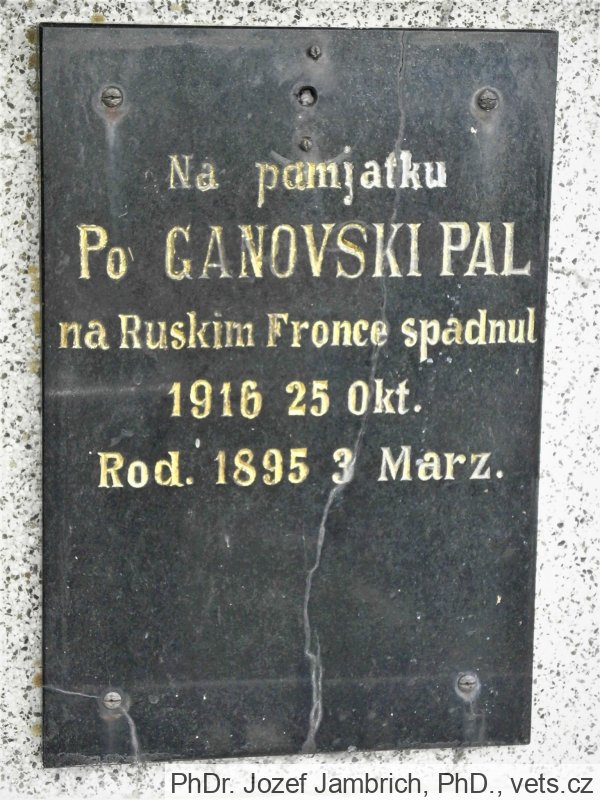 Na pamjatku
Po GANOVSKI PAL
na Ruskim Fronce spadnul
1916 25 Okt.
Rod. 1895 3 Marz.
PhDr. Jozef Jambrich, PhD., vets.cz